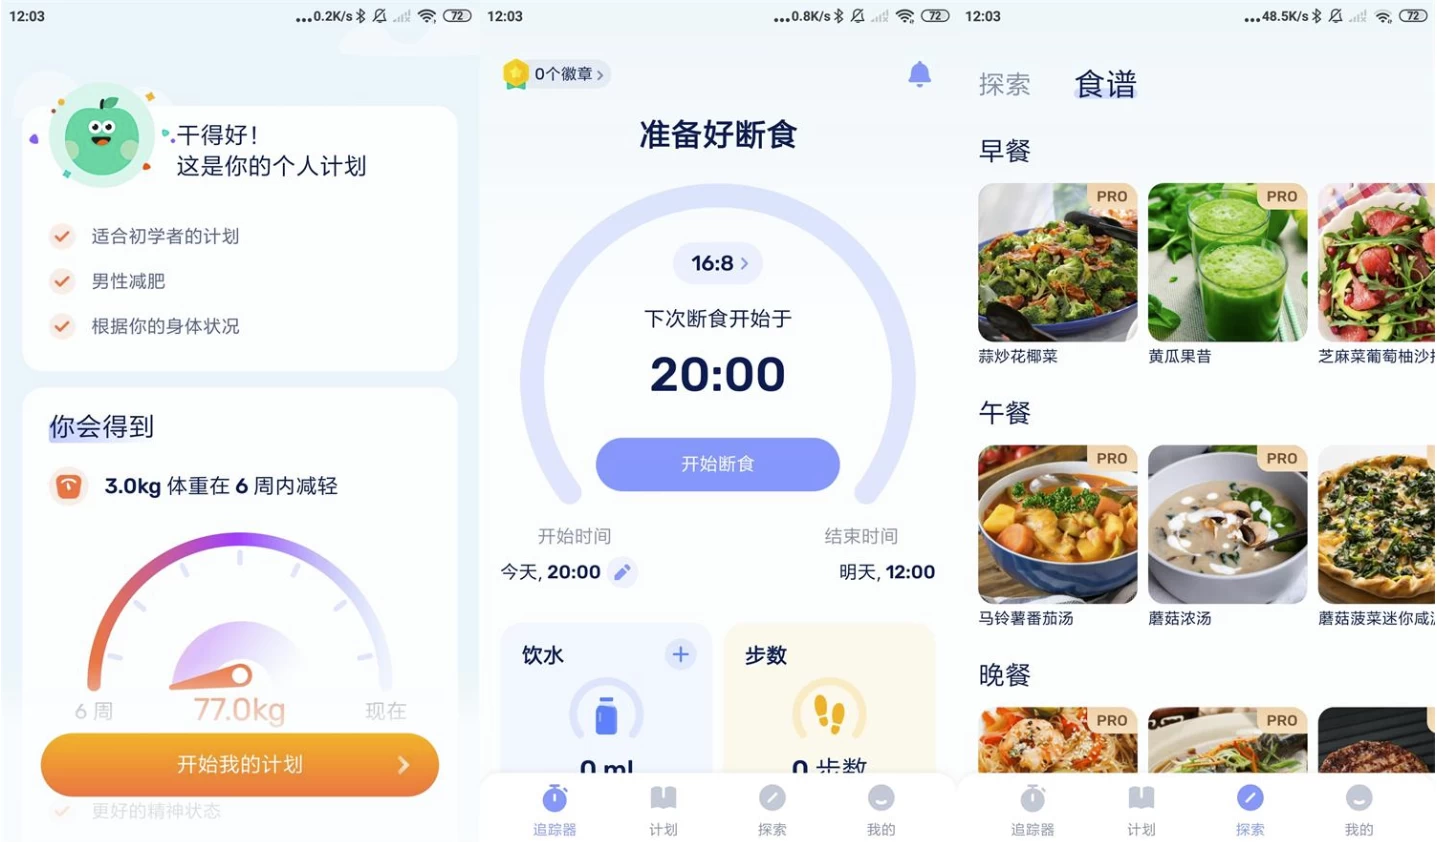 12:03
...0.2K/s
72
干得好!
这是你的个人计划
适合初学者的计划
男性减肥
根据你的身体状况
你会得到
3.0kg 体重在 6 周内减轻
6 周
77.0kg
现在
开始我的计划
更好的精神状态
12:03
...0.8K/s
72
0个徽章
准备好断食
16:8
下次断食开始于
20:00
开始断食
开始时间
结束时间
今天, 20:00
明天, 12:00
饮水
步数
0 ml
0 步数
追踪器
计划
探索
我的
12:03
...48.5K/s
72
探索
食谱
早餐
PRO
PRO
蒜炒花椰菜
黄瓜果昔
芝麻菜葡萄柚沙
午餐
PRO
PRO
马铃薯番茄汤
蘑菇浓汤
蘑菇菠菜迷你咸
晚餐
PRO
PRO
追踪器
计划
探索
我的